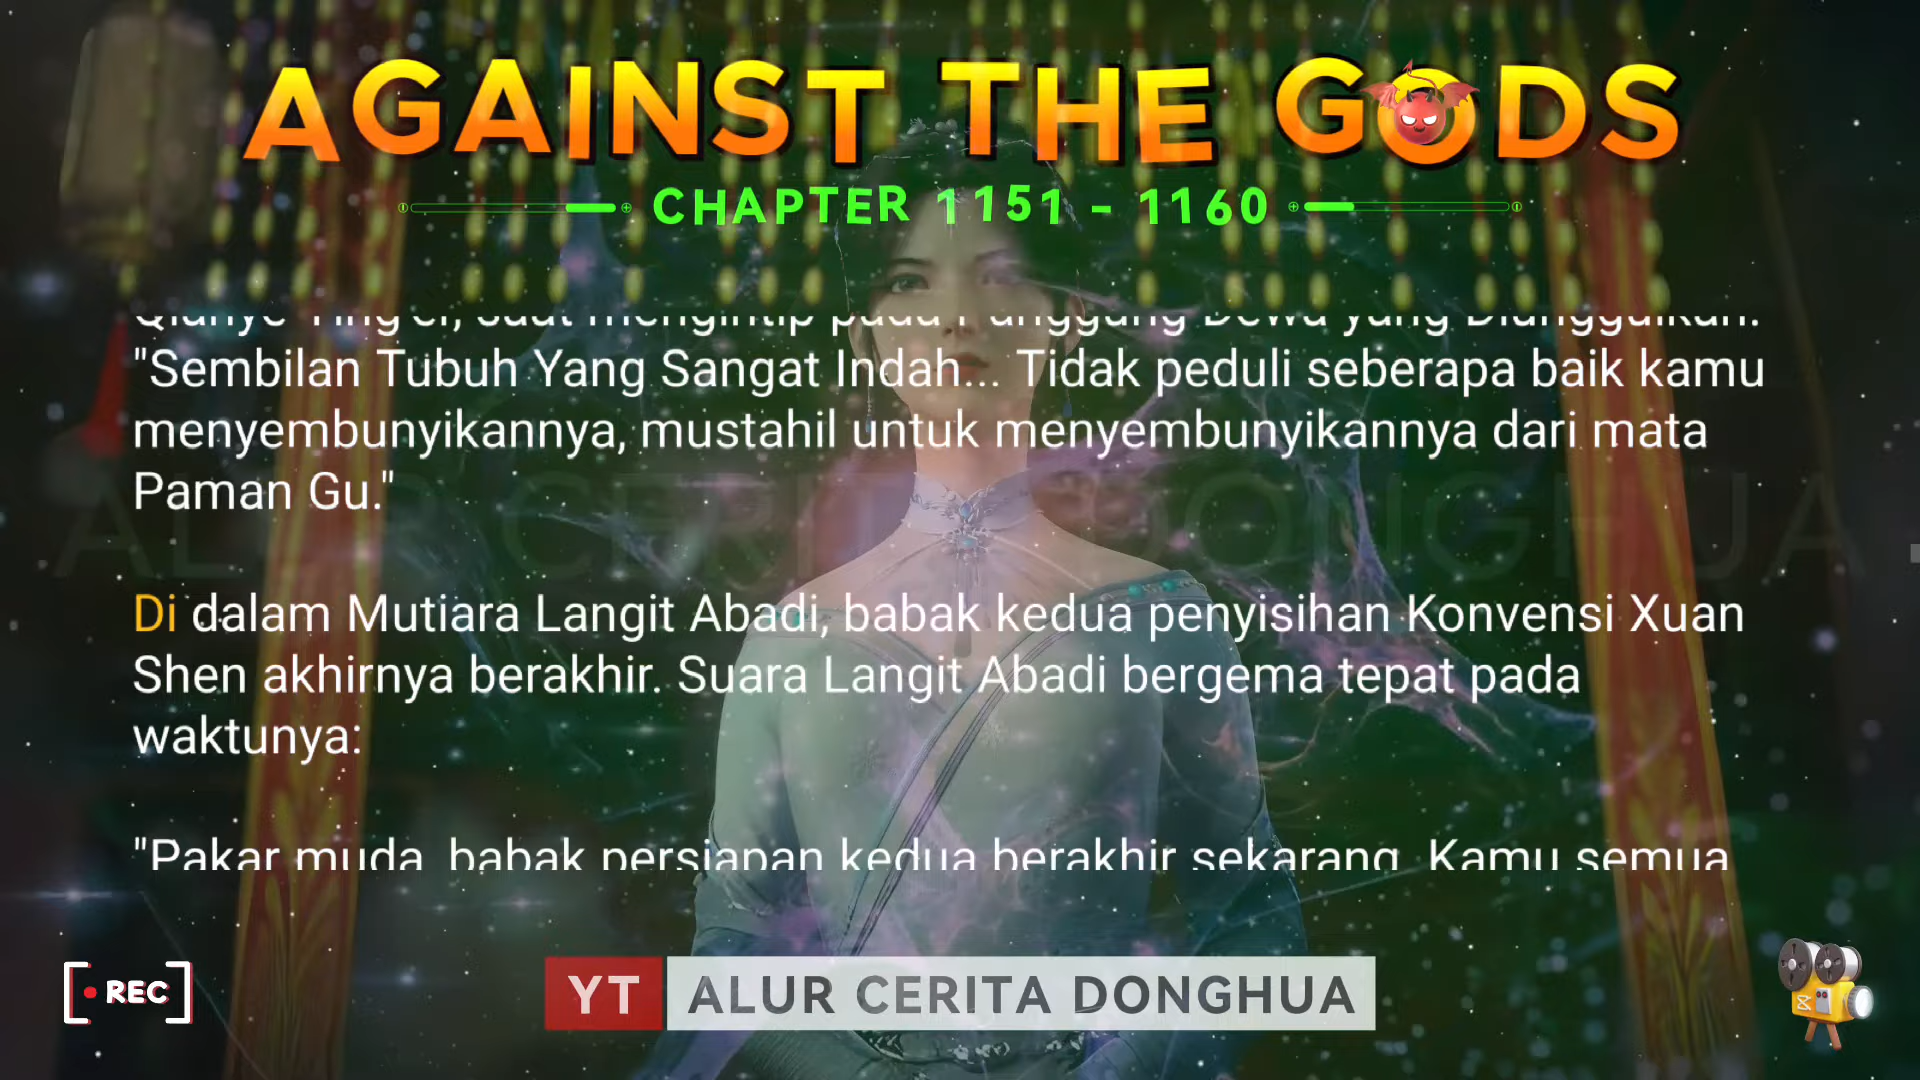 AGAINST THE GODS
CHAPTER 1151 - 1160
"Sembilan Tubuh Yang Sangat Indah... Tidak peduli seberapa baik kamu
menyembunyikannya, mustahil untuk menyembunyikannya dari mata
Paman Gu."
Di dalam Mutiara Langit Abadi, babak kedua penyisihan Konvensi Xuan
Shen akhirnya berakhir. Suara Langit Abadi bergema tepat pada
waktunya:
"Pakar muda, babak persiapan kedua berakhir sekarang. Kamu semua
ALUR CERITA DONGHUA
REC
YT ALUR CERITA DONGHUA